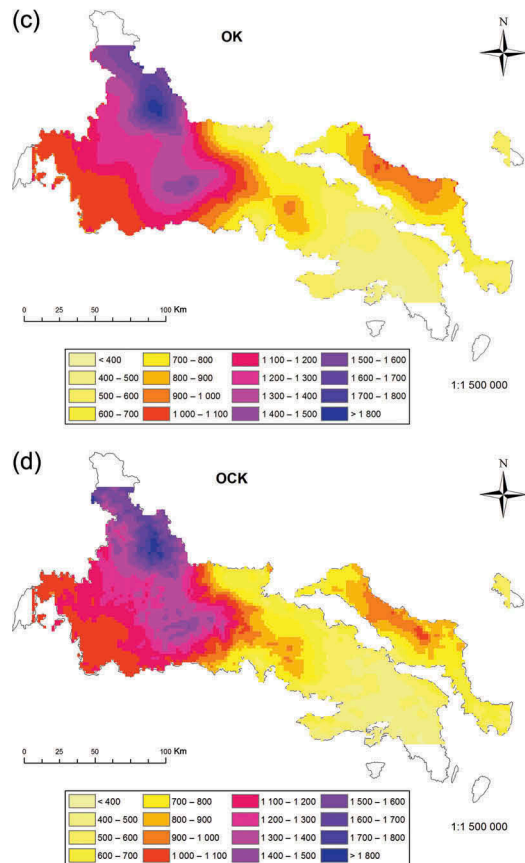 (c)
OK
N
0 25 50 100 Km
< 400 700 – 800 1 100 – 1 200 1 500 – 1 600
400 – 500 800 – 900 1 200 – 1 300 1 600 – 1 700
500 – 600 900 – 1 000 1 300 – 1 400 1 700 – 1 800
600 – 700 1 000 – 1 100 1 400 – 1 500 > 1 800
1:1 500 000
(d)
OCK
N
0 25 50 100 Km
< 400 700 – 800 1 100 – 1 200 1 500 – 1 600
400 – 500 800 – 900 1 200 – 1 300 1 600 – 1 700
500 – 600 900 – 1 000 1 300 – 1 400 1 700 – 1 800
600 – 700 1 000 – 1 100 1 400 – 1 500 > 1 800
1:1 500 000